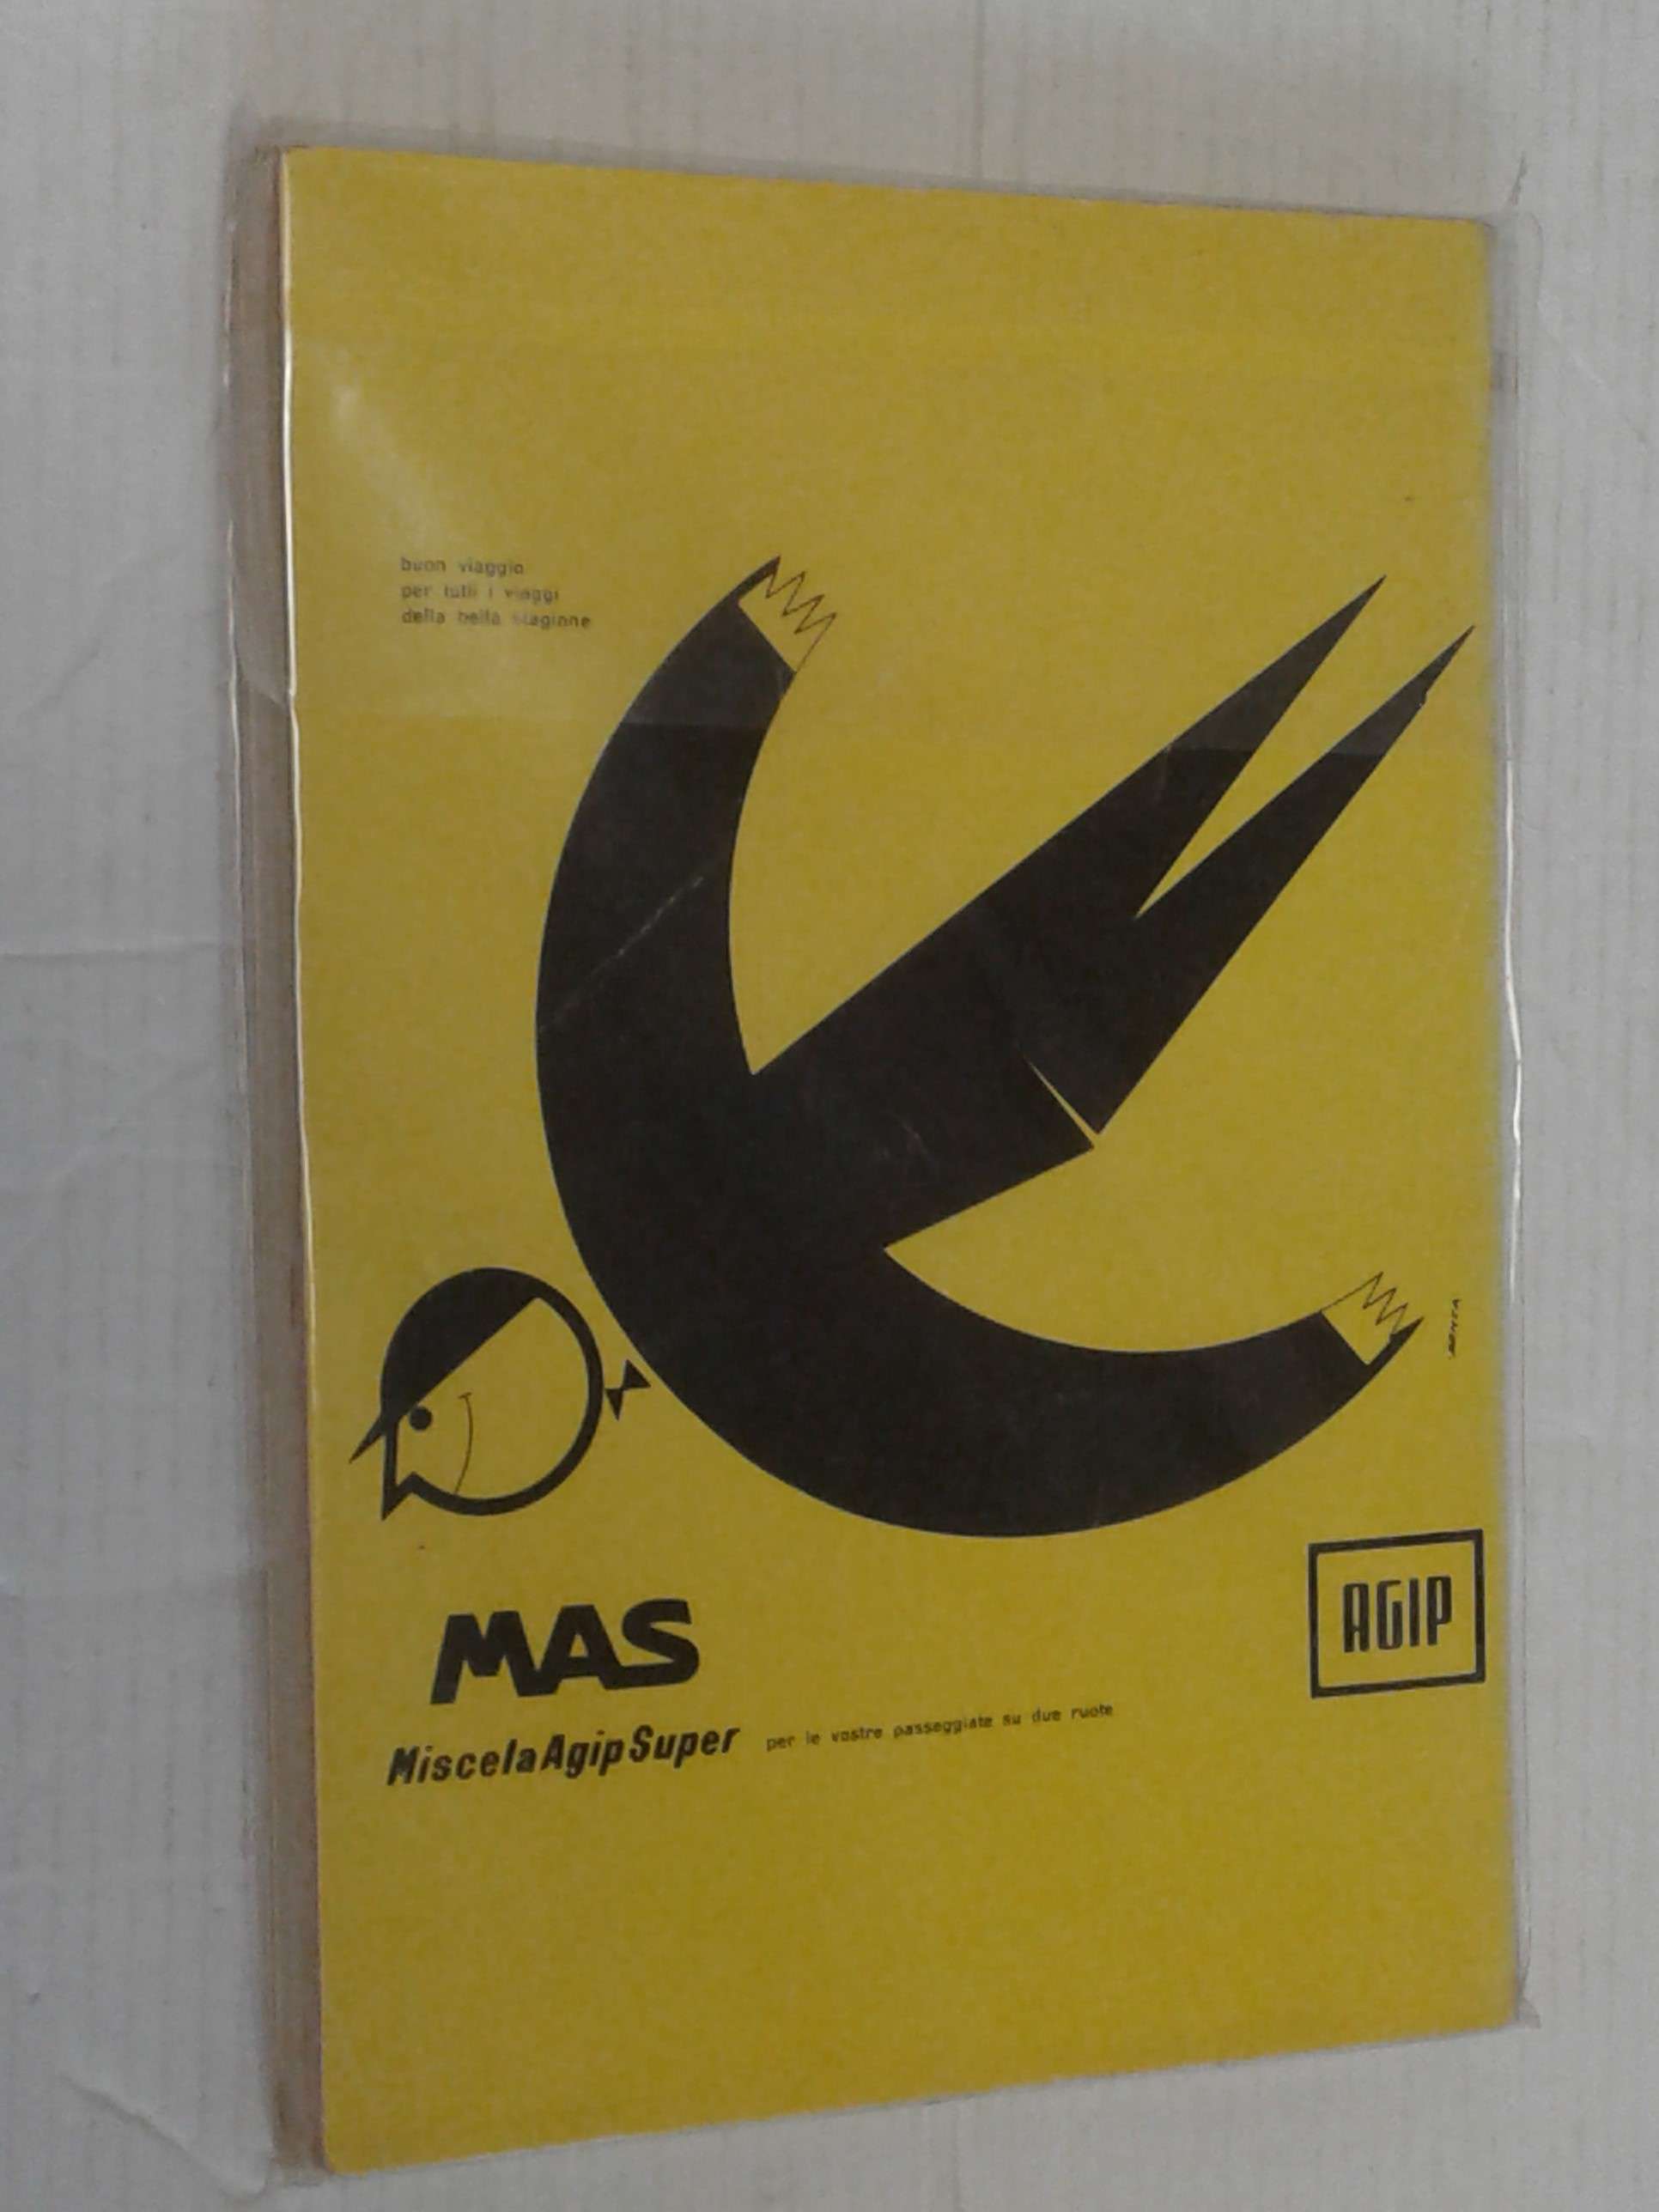 buon viaggio
per tutti i viaggi
della bella stagione
MAS
AGIP
MiscelaAgipSuper per le vostre passeggiate su due ruote